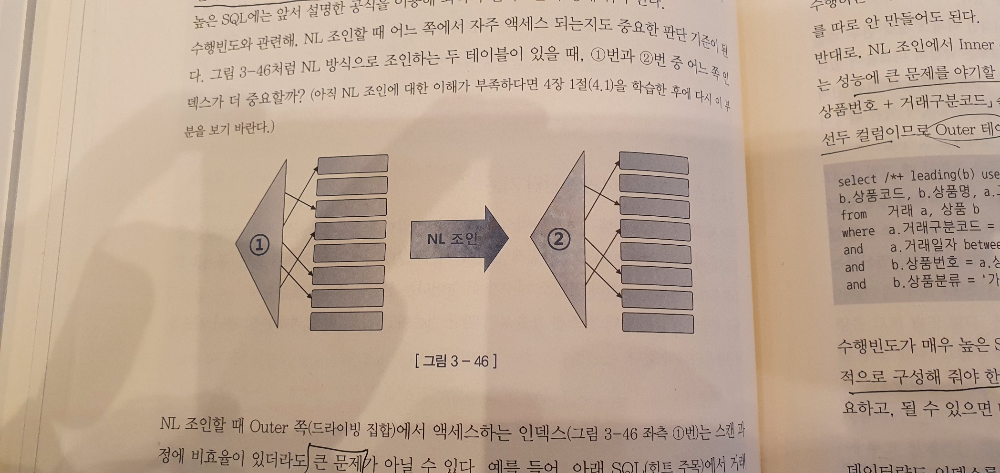 높은 SQL에는 앞서 설명한 공식을 이용해
수행빈도와 관련해, NL 조인할 때 어느 쪽에서 자주 액세스 되는지도 중요한 판단 기준이 된
다. 그림 3-46처럼 NL 방식으로 조인하는 두 테이블이 있을 때, ①번과 ②번 중 어느 쪽 인
덱스가 더 중요할까? (아직 NL 조인에 대한 이해가 부족하다면 4장 1절(4.1)을 학습한 후에 다시 이 부
분을 보기 바란다.)
①
NL 조인
②
[ 그림 3 - 46 ]
NL 조인할 때 Outer 쪽(드라이빙 집합)에서 액세스하는 인덱스(그림 3-46 좌측 ①번)는 스캔 과
정에 비효율이 있더라도 큰 문제가 아닐 수 있다. 예를 들어, 아래 SQL(힌트 주목)에서 거래
를 따로 안 만들어도 된다.
반대로, NL 조인에서 Inner
는 성능에 큰 문제를 야기할
상품번호 + 거래구분코드」
선두 컬럼이므로 Outer
select /*+ leading(b) use
b.상품코드, b.상품명, a.
from 거래 a, 상품 b
where a.거래구분코드 =
and a.거래일자 betwee
and b.상품번호 = a.
and b.상품분류 = '가
수행빈도가 매우 높은
적으로 구성해 줘야 한
요하고, 될 수 있으면